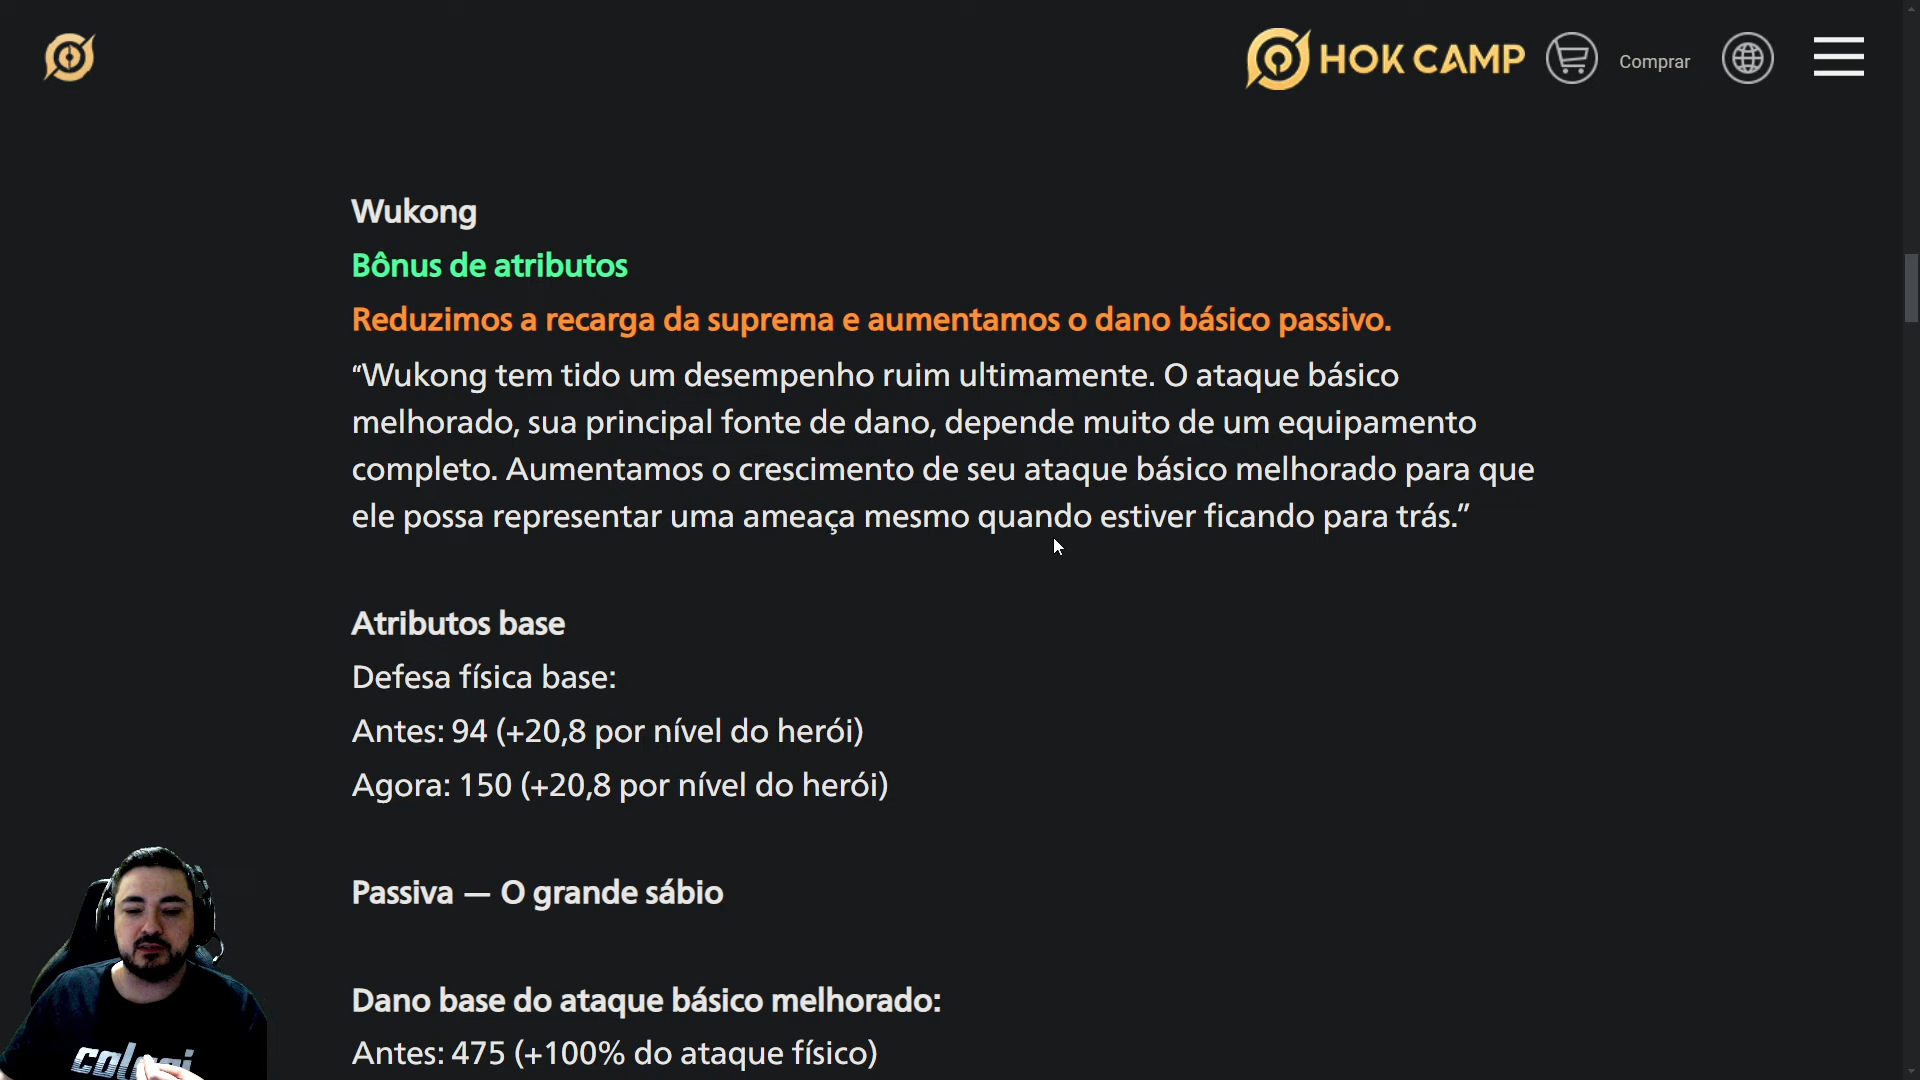 HOK CAMP
Comprar
Wukong
Bônus de atributos
Reduzimos a recarga da suprema e aumentamos o dano básico passivo.
“Wukong tem tido um desempenho ruim ultimamente. O ataque básico
melhorado, sua principal fonte de dano, depende muito de um equipamento
completo. Aumentamos o crescimento de seu ataque básico melhorado para que
ele possa representar uma ameaça mesmo quando estiver ficando para trás.”
Atributos base
Defesa física base:
Antes: 94 (+20,8 por nível do herói)
Agora: 150 (+20,8 por nível do herói)
Passiva — O grande sábio
Dano base do ataque básico melhorado:
Antes: 475 (+100% do ataque físico)